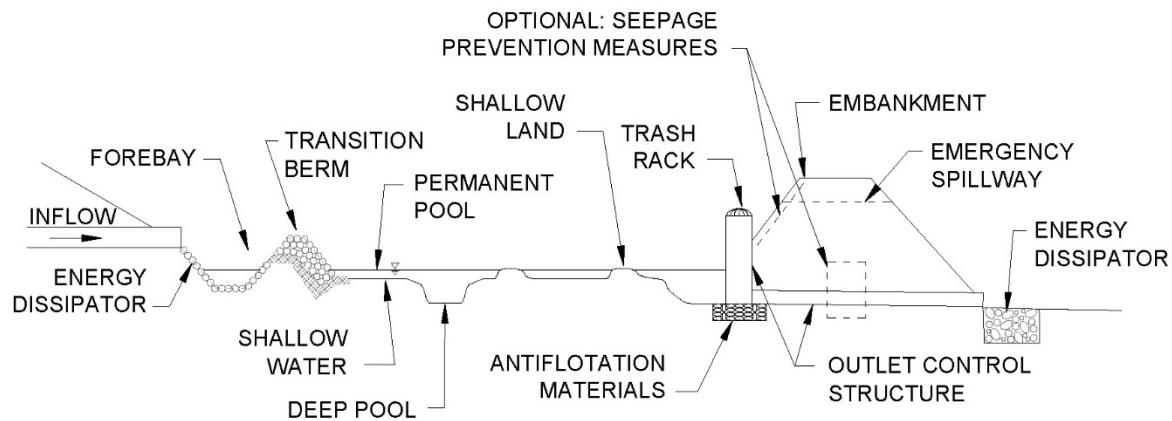 OPTIONAL: SEEPAGE
PREVENTION MEASURES
SHALLOW
LAND
TRASH
RACK
EMBANKMENT
EMERGENCY
SPILLWAY
TRANSITION
BERM
FOREBAY
PERMANENT
POOL
INFLOW
ENERGY
DISSIPATOR
ENERGY
DISSIPATOR
SHALLOW
WATER
DEEP POOL
ANTIFLOTATION
MATERIALS
OUTLET CONTROL
STRUCTURE